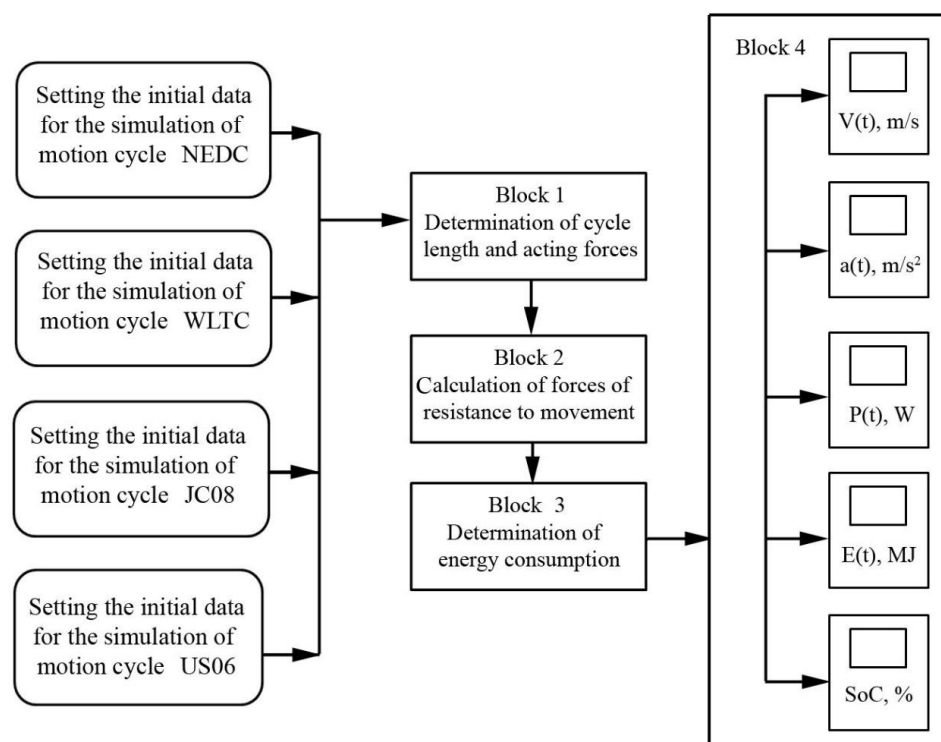 Setting the initial data
for the simulation of
motion cycle NEDC
Setting the initial data
for the simulation of
motion cycle WLTC
Setting the initial data
for the simulation of
motion cycle JC08
Setting the initial data
for the simulation of
motion cycle US06
Block 1
Determination of cycle
length and acting forces
Block 2
Calculation of forces of
resistance to movement
Block 3
Determination of
energy consumption
Block 4
V(t), m/s
a(t), m/s²
P(t), W
E(t), MJ
SoC, %